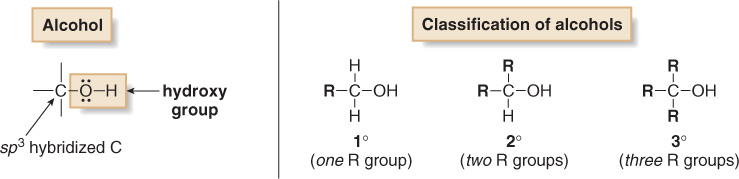 Alcohol
C–Ö–H
hydroxy
group
sp³ hybridized C
Classification of alcohols
H
R–C–OH
H
1°
(one R group)
R
R–C–OH
H
2°
(two R groups)
R
R–C–OH
R
3°
(three R groups)